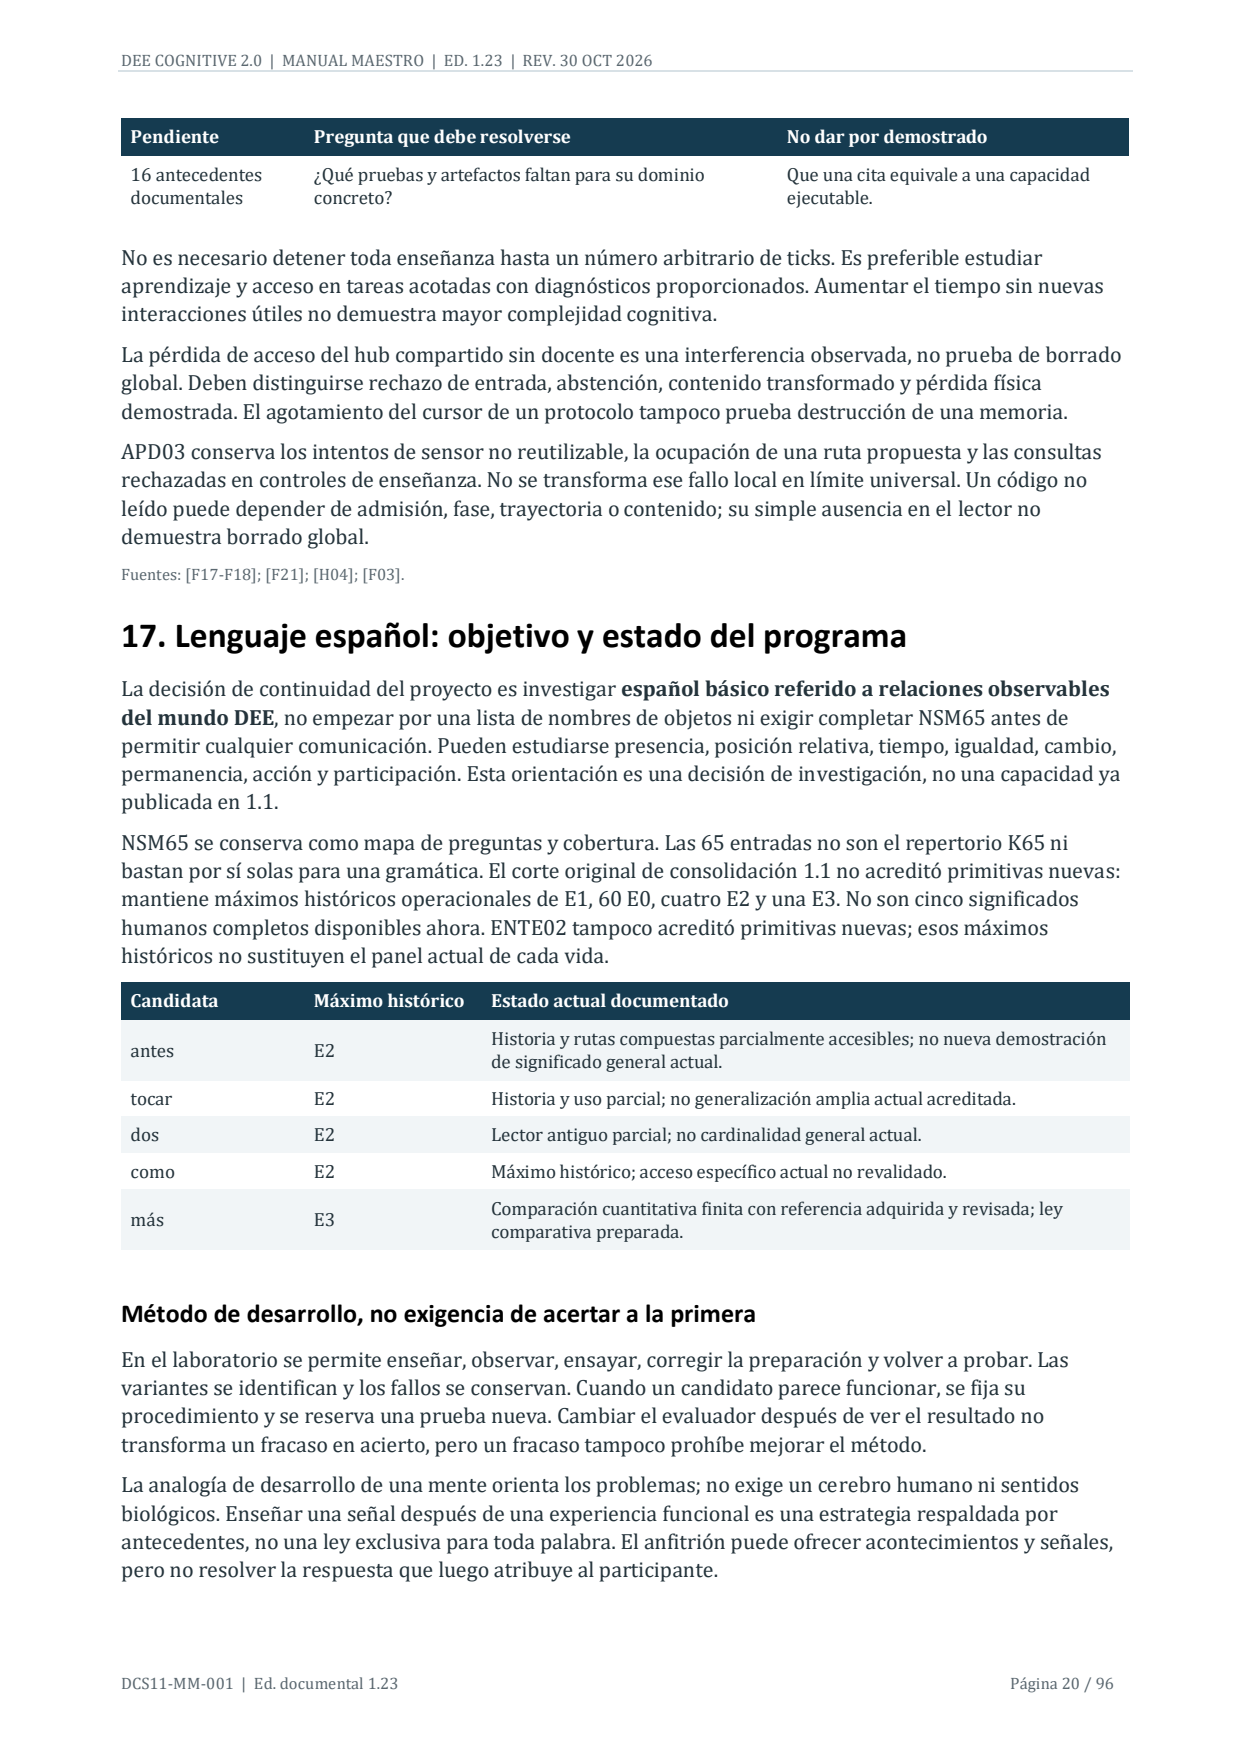 DEE COGNITIVE 2.0 | MANUAL MAESTRO | ED. 1.23 | REV. 30 OCT 2026
Pendiente Pregunta que debe resolverse No dar por demostrado
16 antecedentes documentales ¿Qué pruebas y artefactos faltan para su dominio concreto? Que una cita equivale a una capacidad ejecutable.
No es necesario detener toda enseñanza hasta un número arbitrario de ticks. Es preferible estudiar
aprendizaje y acceso en tareas acotadas con diagnósticos proporcionados. Aumentar el tiempo sin nuevas
interacciones útiles no demuestra mayor complejidad cognitiva.
La pérdida de acceso del hub compartido sin docente es una interferencia observada, no prueba de borrado
global. Deben distinguirse rechazo de entrada, abstención, contenido transformado y pérdida física
demostrada. El agotamiento del cursor de un protocolo tampoco prueba destrucción de una memoria.
APD03 conserva los intentos de sensor no reutilizable, la ocupación de una ruta propuesta y las consultas
rechazadas en controles de enseñanza. No se transforma ese fallo local en límite universal. Un código no
leído puede depender de admisión, fase, trayectoria o contenido; su simple ausencia en el lector no
demuestra borrado global.
Fuentes: [F17-F18]; [F21]; [H04]; [F03].
17. Lenguaje español: objetivo y estado del programa
La decisión de continuidad del proyecto es investigar español básico referido a relaciones observables
del mundo DEE, no empezar por una lista de nombres de objetos ni exigir completar NSM65 antes de
permitir cualquier comunicación. Pueden estudiarse presencia, posición relativa, tiempo, igualdad, cambio,
permanencia, acción y participación. Esta orientación es una decisión de investigación, no una capacidad ya
publicada en 1.1.
NSM65 se conserva como mapa de preguntas y cobertura. Las 65 entradas no son el repertorio K65 ni
bastan por sí solas para una gramática. El corte original de consolidación 1.1 no acreditó primitivas nuevas:
mantiene máximos históricos operacionales de E1, 60 E0, cuatro E2 y una E3. No son cinco significados
humanos completos disponibles ahora. ENTE02 tampoco acreditó primitivas nuevas; esos máximos
históricos no sustituyen el panel actual de cada vida.
Candidata Máximo histórico Estado actual documentado
antes E2 Historia y rutas compuestas parcialmente accesibles; no nueva demostración de significado general actual.
tocar E2 Historia y uso parcial; no generalización amplia actual acreditada.
dos E2 Lector antiguo parcial; no cardinalidad general actual.
como E2 Máximo histórico; acceso específico actual no revalidado.
más E3 Comparación cuantitativa finita con referencia adquirida y revisada; ley comparativa preparada.
Método de desarrollo, no exigencia de acertar a la primera
En el laboratorio se permite enseñar, observar, ensayar, corregir la preparación y volver a probar. Las
variantes se identifican y los fallos se conservan. Cuando un candidato parece funcionar, se fija su
procedimiento y se reserva una prueba nueva. Cambiar el evaluador después de ver el resultado no
transforma un fracaso en acierto, pero un fracaso tampoco prohíbe mejorar el método.
La analogía de desarrollo de una mente orienta los problemas; no exige un cerebro humano ni sentidos
biológicos. Enseñar una señal después de una experiencia funcional es una estrategia respaldada por
antecedentes, no una ley exclusiva para toda palabra. El anfitrión puede ofrecer acontecimientos y señales,
pero no resolver la respuesta que luego atribuye al participante.
DCS11-MM-001 | Ed. documental 1.23 Página 20 / 96